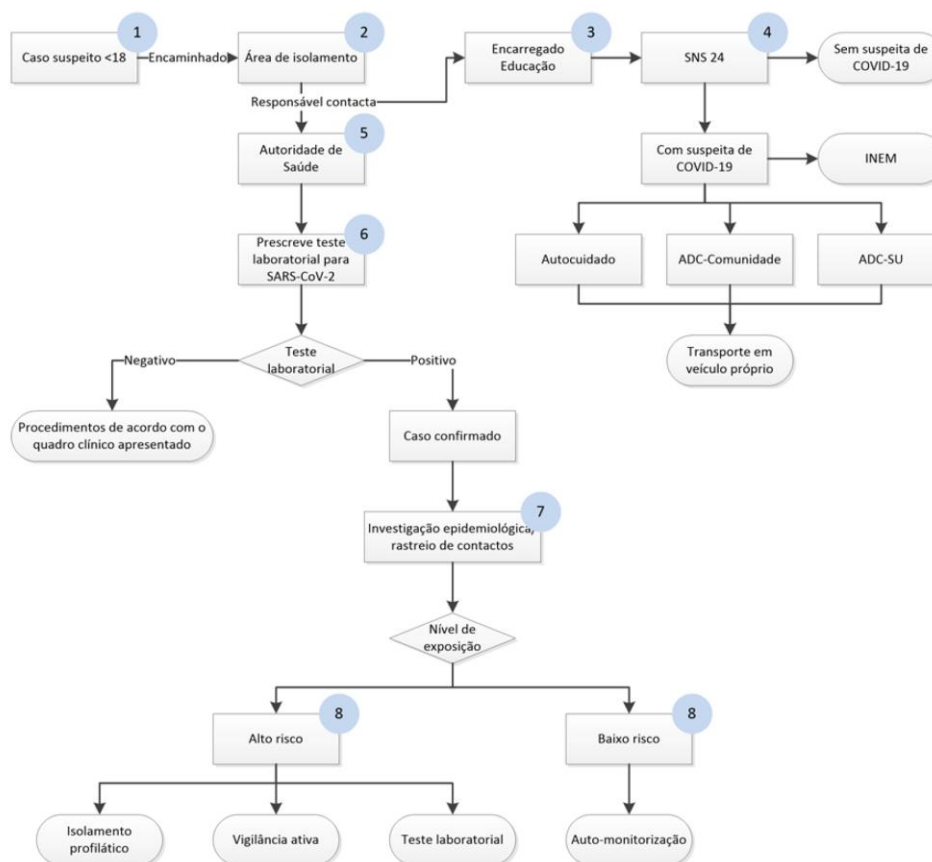 1
Caso suspeito <18
Encaminhado
2
Área de isolamento
Responsável contacta
3
Encarregado
Educação
4
SNS 24
Sem suspeita de
COVID-19
5
Autoridade de
Saúde
Com suspeita de
COVID-19
INEM
6
Prescreve teste
laboratorial para
SARS-CoV-2
Autocuidado
ADC-Comunidade
ADC-SU
Transporte em
veículo próprio
Teste
laboratorial
Negativo
Positivo
Procedimentos de acordo com o
quadro clínico apresentado
Caso confirmado
7
Investigação epidemiológica/
rastreio de contactos
Nível de
exposição
8
Alto risco
8
Baixo risco
Isolamento
profilático
Vigilância ativa
Teste laboratorial
Auto-monitorização